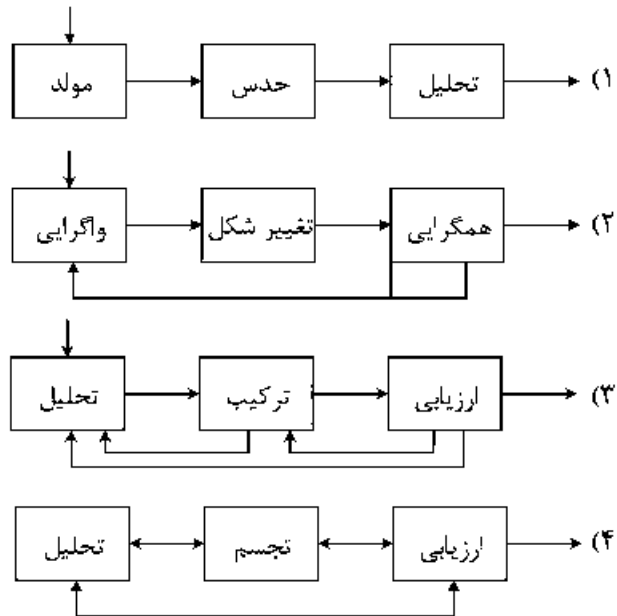 ۱) تحلیل حدس مولد
۲) همگرایی تغییر شکل واگرایی
۳) ارزیابی ترکیب تحلیل
۴) ارزیابی تجسم تحلیل